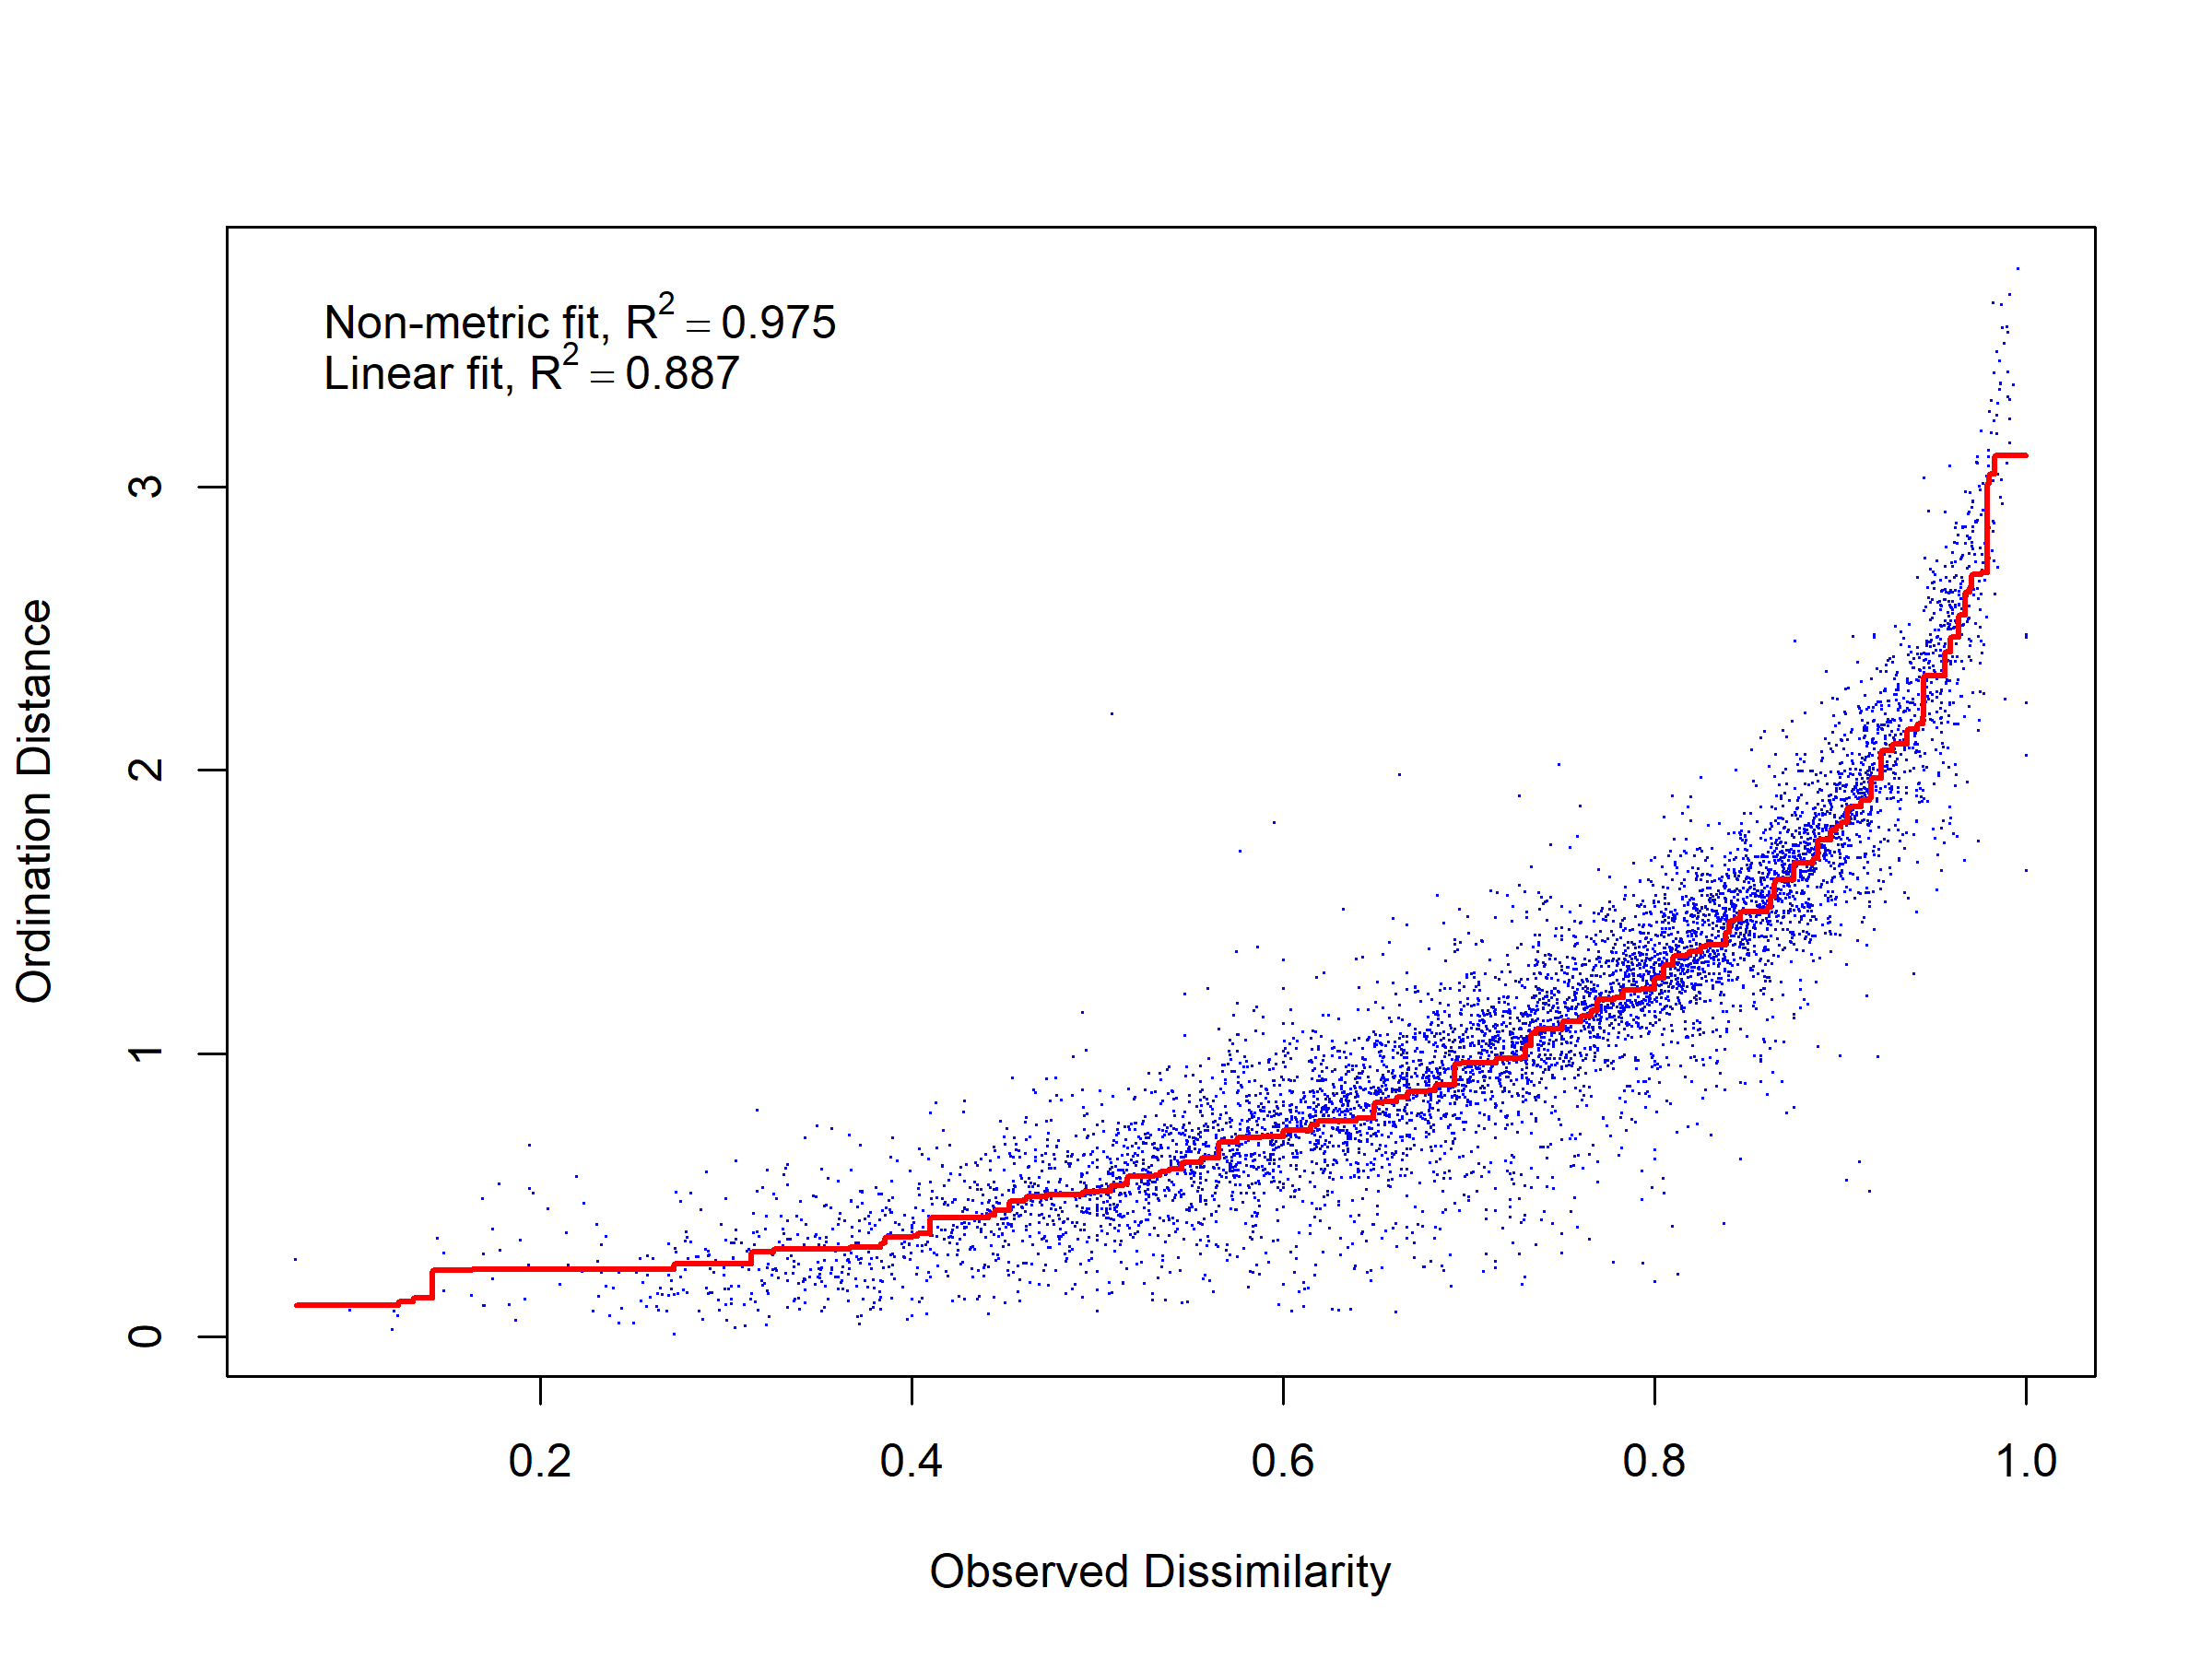 Non-metric fit, R² = 0.975
Linear fit, R² = 0.887
Ordination Distance
3
2
1
0
0.2 0.4 0.6 0.8 1.0
Observed Dissimilarity